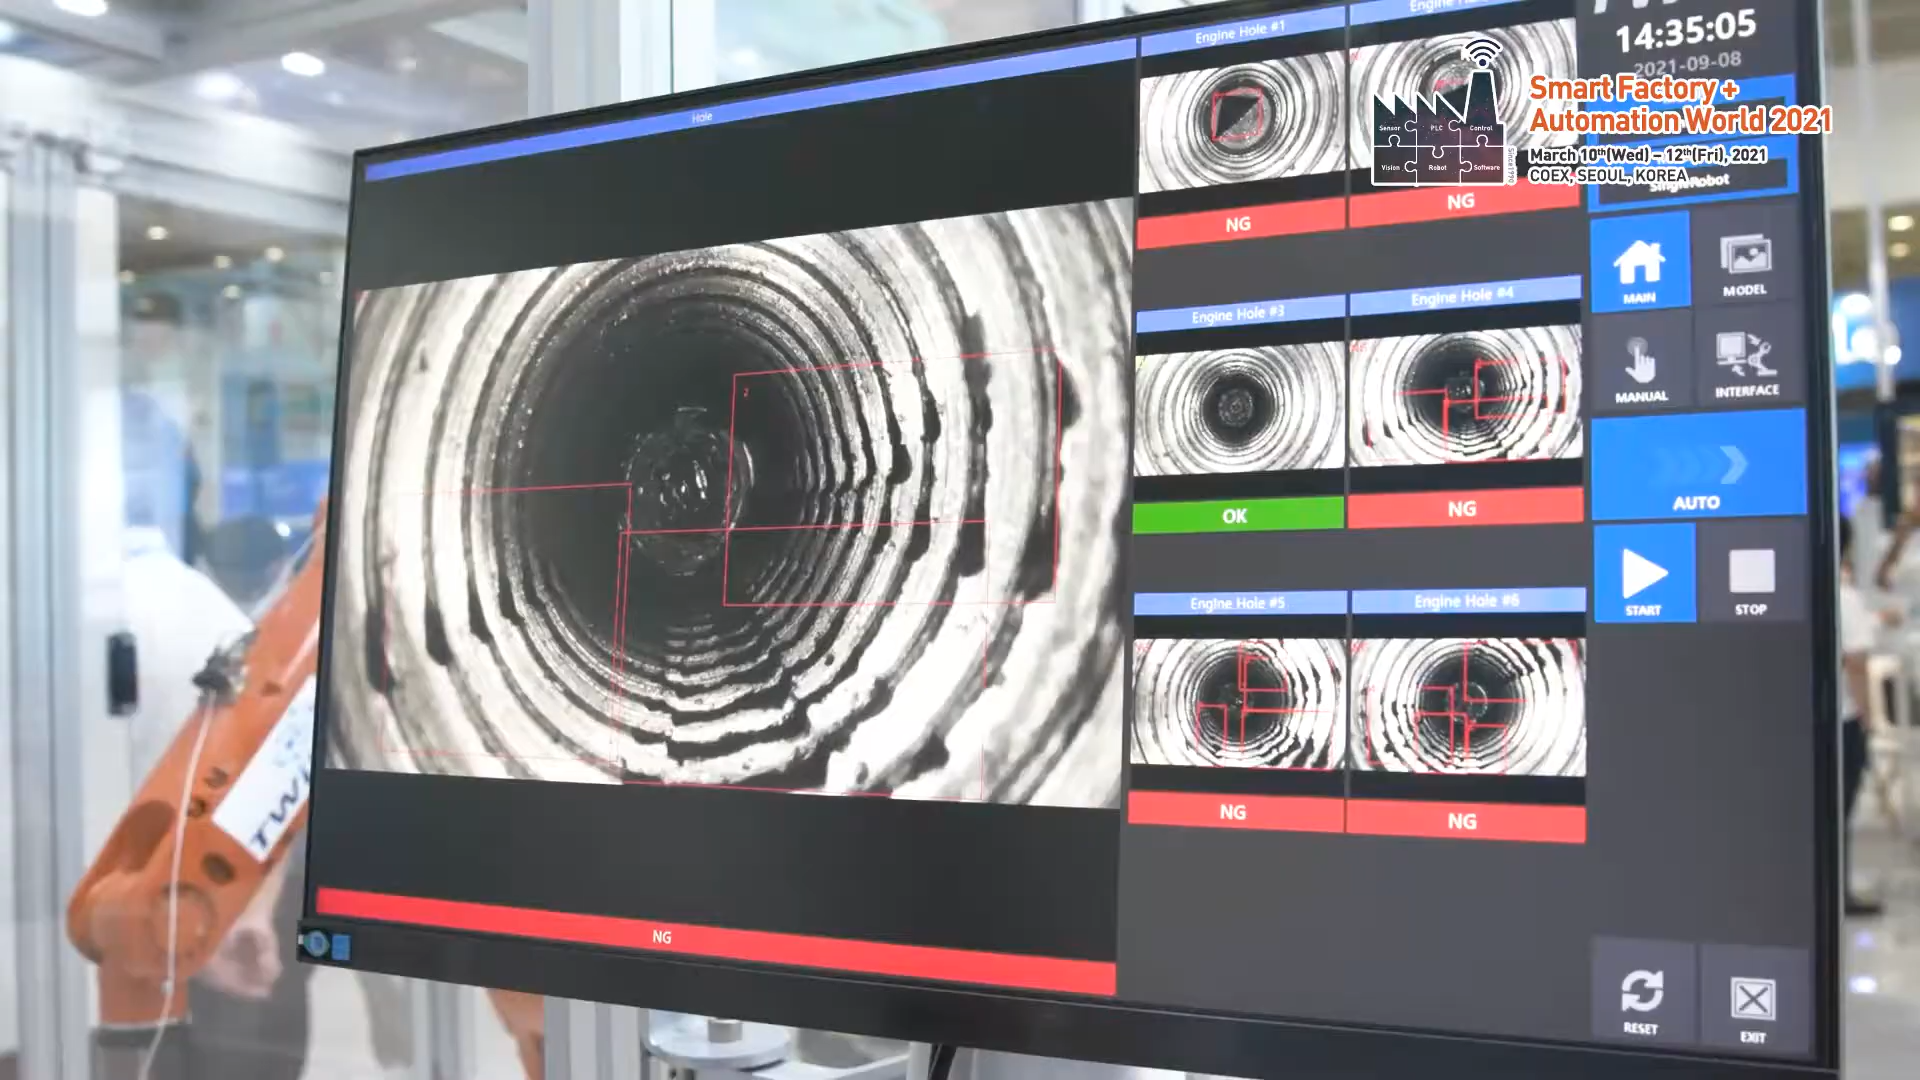 Hole
NG
Engine Hole #1
NG
NG
Engine Hole #3
OK
Engine Hole #4
NG
Engine Hole #5
NG
Engine Hole #6
NG
14:35:05
2021-09-08
Smart Factory +
Automation World 2021
March 10th(Wed) – 12th(Fri), 2021
COEX, SEOUL, KOREA
Sensor PLC Control
Vision Robot Software
Since1990
MAIN
MODEL
MANUAL
INTERFACE
AUTO
START
STOP
RESET
EXIT
TWI